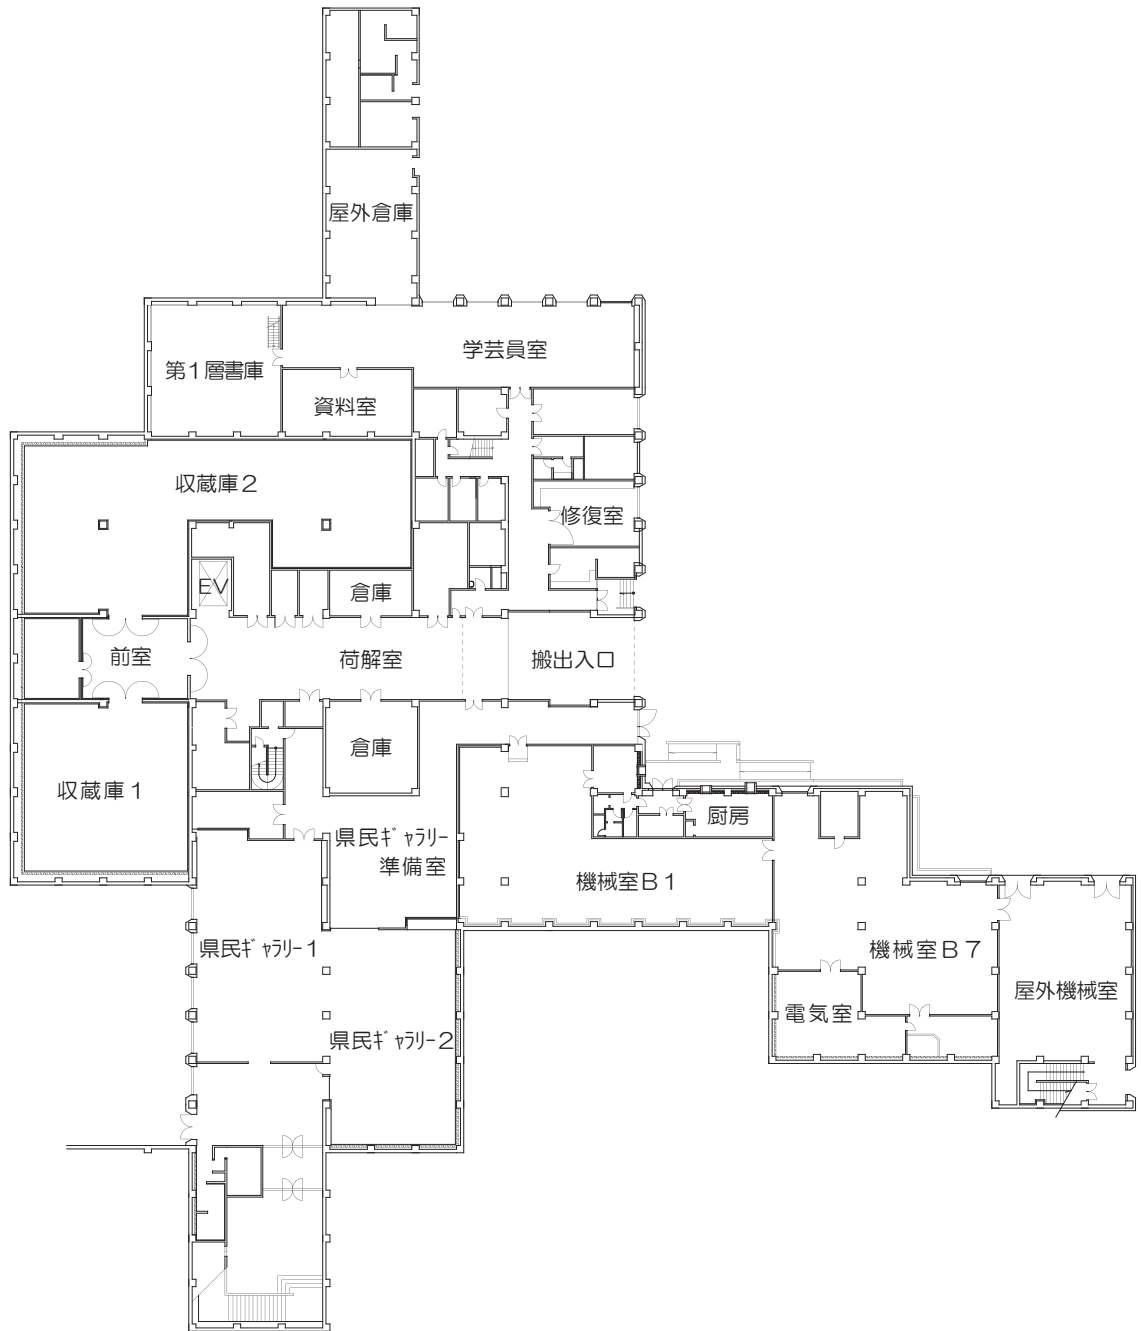 屋外倉庫
学芸員室
第１層書庫
資料室
収蔵庫２
修復室
EV
倉庫
前室
荷解室
搬出入口
倉庫
収蔵庫１
厨房
県民ギャラリー
準備室
機械室Ｂ１
県民ギャラリー１
機械室Ｂ７
屋外機械室
電気室
県民ギャラリー２